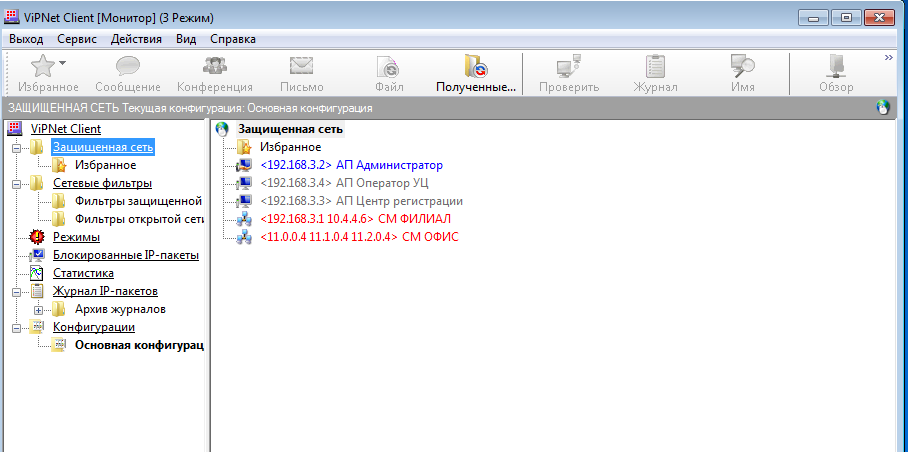 ViPNet Client [Монитор] (3 Режим)
Выход Сервис Действия Вид Справка
Избранное Сообщение Конференция Письмо Файл Полученные... Проверить Журнал Имя Обзор
ЗАЩИЩЕННАЯ СЕТЬ Текущая конфигурация: Основная конфигурация
ViPNet Client
Защищенная сеть
Избранное
Сетевые фильтры
Фильтры защищенной
Фильтры открытой сети
Режимы
Блокированные IP-пакеты
Статистика
Журнал IP-пакетов
Архив журналов
Конфигурации
Основная конфигурац
Защищенная сеть
Избранное
<192.168.3.2> АП Администратор
<192.168.3.4> АП Оператор УЦ
<192.168.3.3> АП Центр регистрации
<192.168.3.1 10.4.4.6> СМ ФИЛИАЛ
<11.0.0.4 11.1.0.4 11.2.0.4> СМ ОФИС